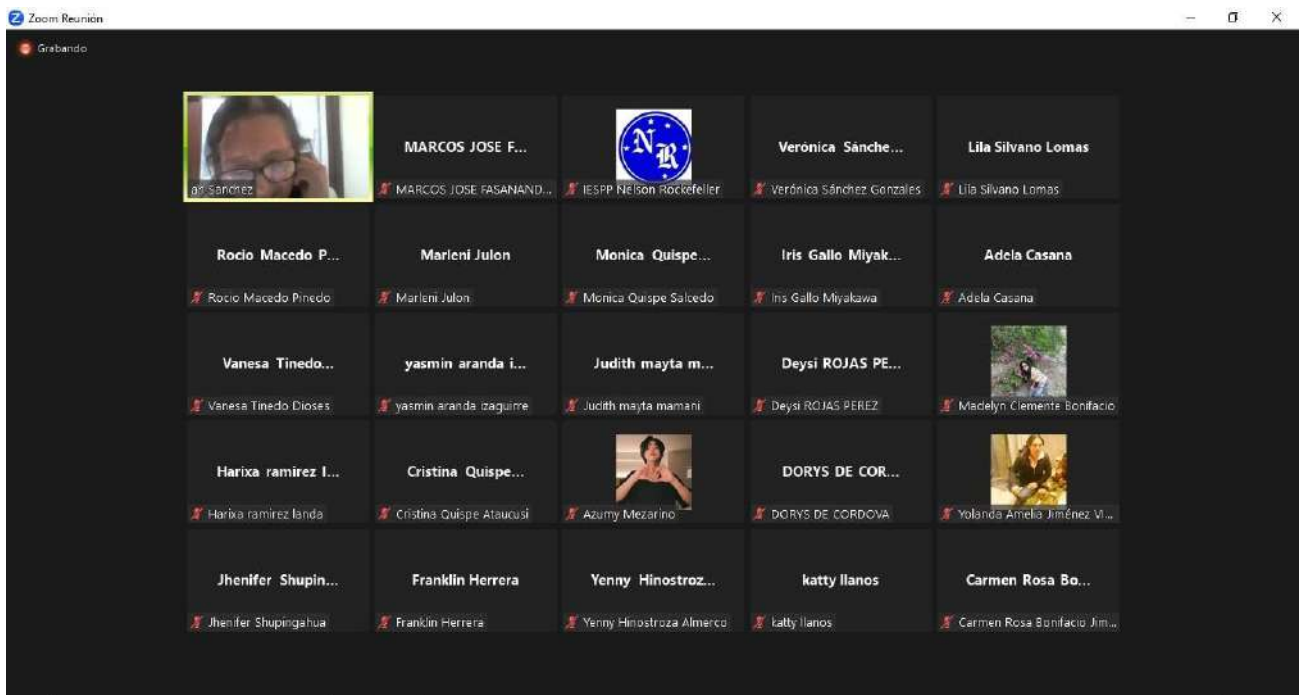 Zoom Reunión
Grabando
Sanchez
MARCOS JOSE F...
MARCOS JOSE FASANAND...
N R
IESPP Nelson Rockefeller
Verónica Sánche...
Verónica Sánchez Gonzales
Lila Silvano Lomas
Lila Silvano Lomas
Rocio Macedo P...
Rocio Macedo Pinedo
Marleni Julon
Marleni Julon
Monica Quispe...
Monica Quispe Salcedo
Iris Gallo Miyak...
Iris Gallo Miyakawa
Adela Casana
Adela Casana
Vanesa Tinedo...
Vanesa Tinedo Dioses
yasmin aranda i...
yasmin aranda izaguirre
Judith mayta m...
Judith mayta mamani
Deysi ROJAS PE...
Deysi ROJAS PEREZ
Madelyn Clemente Bonifacio
Harixa ramirez l...
Harixa ramirez landa
Cristina Quispe...
Cristina Quispe Ataucusi
Azumy Mezarino
DORYS DE COR...
DORYS DE CORDOVA
Yolanda Amelia Jiménez Vi...
Jhenifer Shupin...
Jhenifer Shupingahua
Franklin Herrera
Franklin Herrera
Yenny Hinostroz...
Yenny Hinostroza Almerco
katty llanos
katty llanos
Carmen Rosa Bo...
Carmen Rosa Bonifacio Jim...